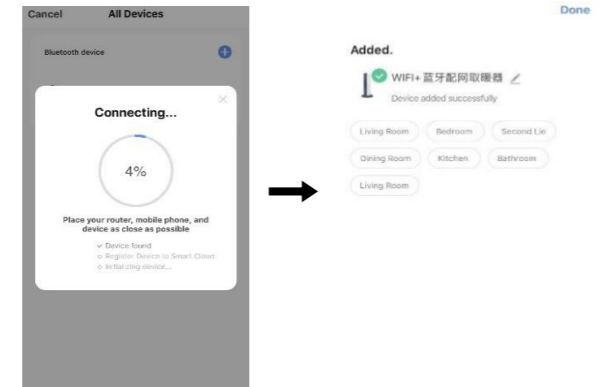 Cancel All Devices
Bluetooth device
Connecting...
4%
Place your router, mobile phone, and
device as close as possible
Device found
Register Device to Smart Cloud.
Initializing device...
Done
Added.
WIFI+蓝牙配网取暖器
Device added successfully
Living Room Bedroom Second Lie
Dining Room Kitchen Bathroom
Living Room